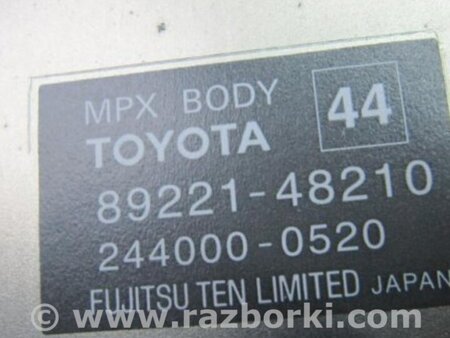 MPX BODY 44
TOYOTA
89221-48210
244000-0520
FUJITSU TEN LIMITED JAPAN
www.razborki.com